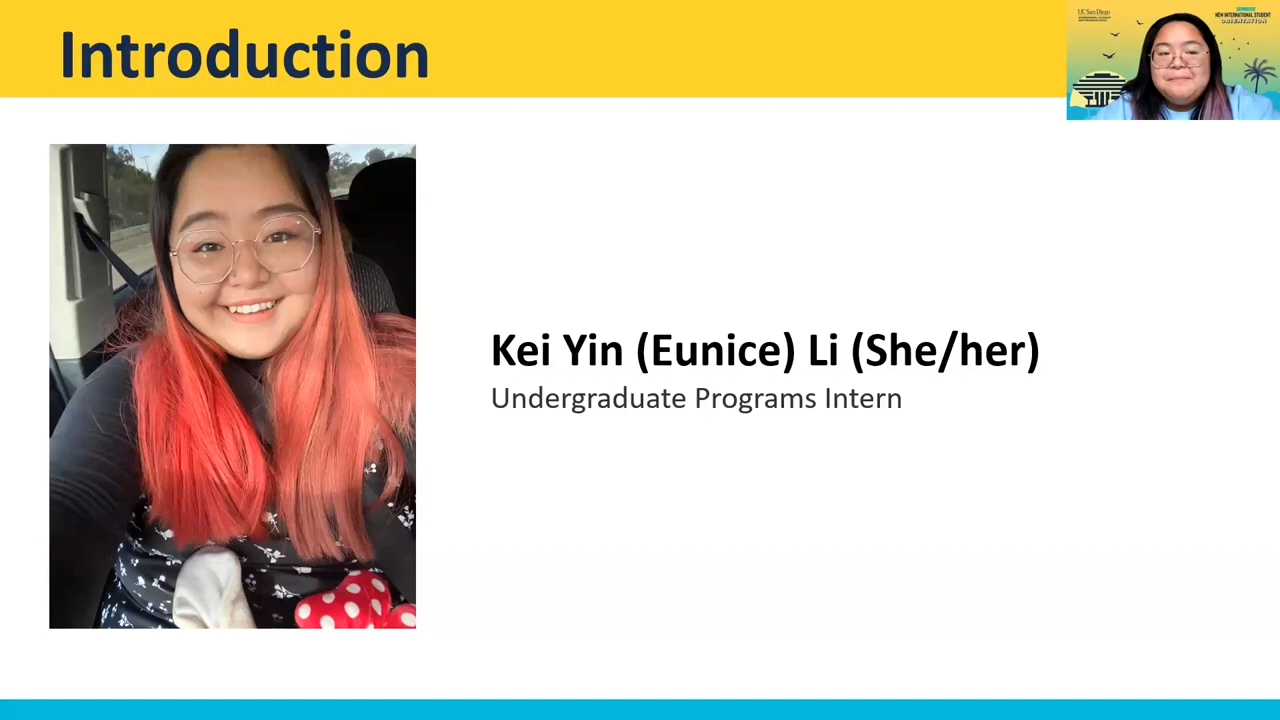 Introduction
UC San Diego
NEW INTERNATIONAL STUDENT
ORIENTATION
Kei Yin (Eunice) Li (She/her)
Undergraduate Programs Intern